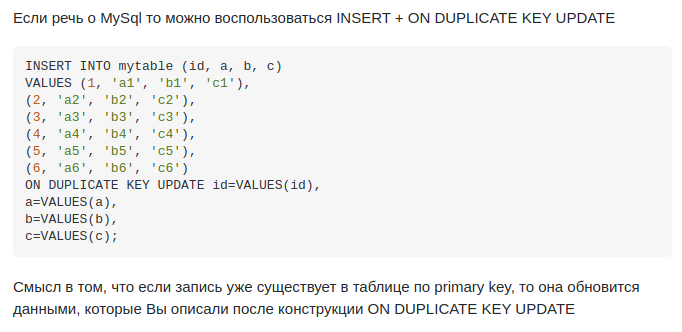 Если речь о MySql то можно воспользоваться INSERT + ON DUPLICATE KEY UPDATE
INSERT INTO mytable (id, a, b, c)
VALUES (1, 'a1', 'b1', 'c1'),
(2, 'a2', 'b2', 'c2'),
(3, 'a3', 'b3', 'c3'),
(4, 'a4', 'b4', 'c4'),
(5, 'a5', 'b5', 'c5'),
(6, 'a6', 'b6', 'c6')
ON DUPLICATE KEY UPDATE id=VALUES(id),
a=VALUES(a),
b=VALUES(b),
c=VALUES(c);
Смысл в том, что если запись уже существует в таблице по primary key, то она обновится
данными, которые Вы описали после конструкции ON DUPLICATE KEY UPDATE